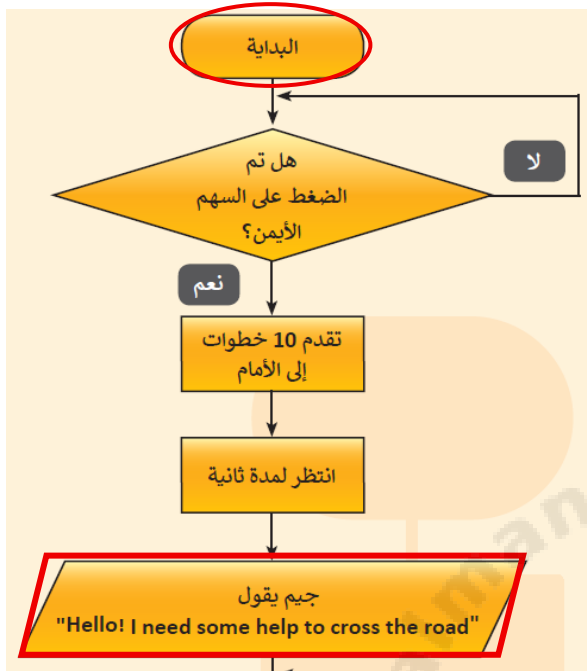 البداية
هل تم
الضغط على السهم
الأيمن؟
لا
نعم
تقدم 10 خطوات
إلى الأمام
انتظر لمدة ثانية
جيم يقول
"Hello! I need some help to cross the road"